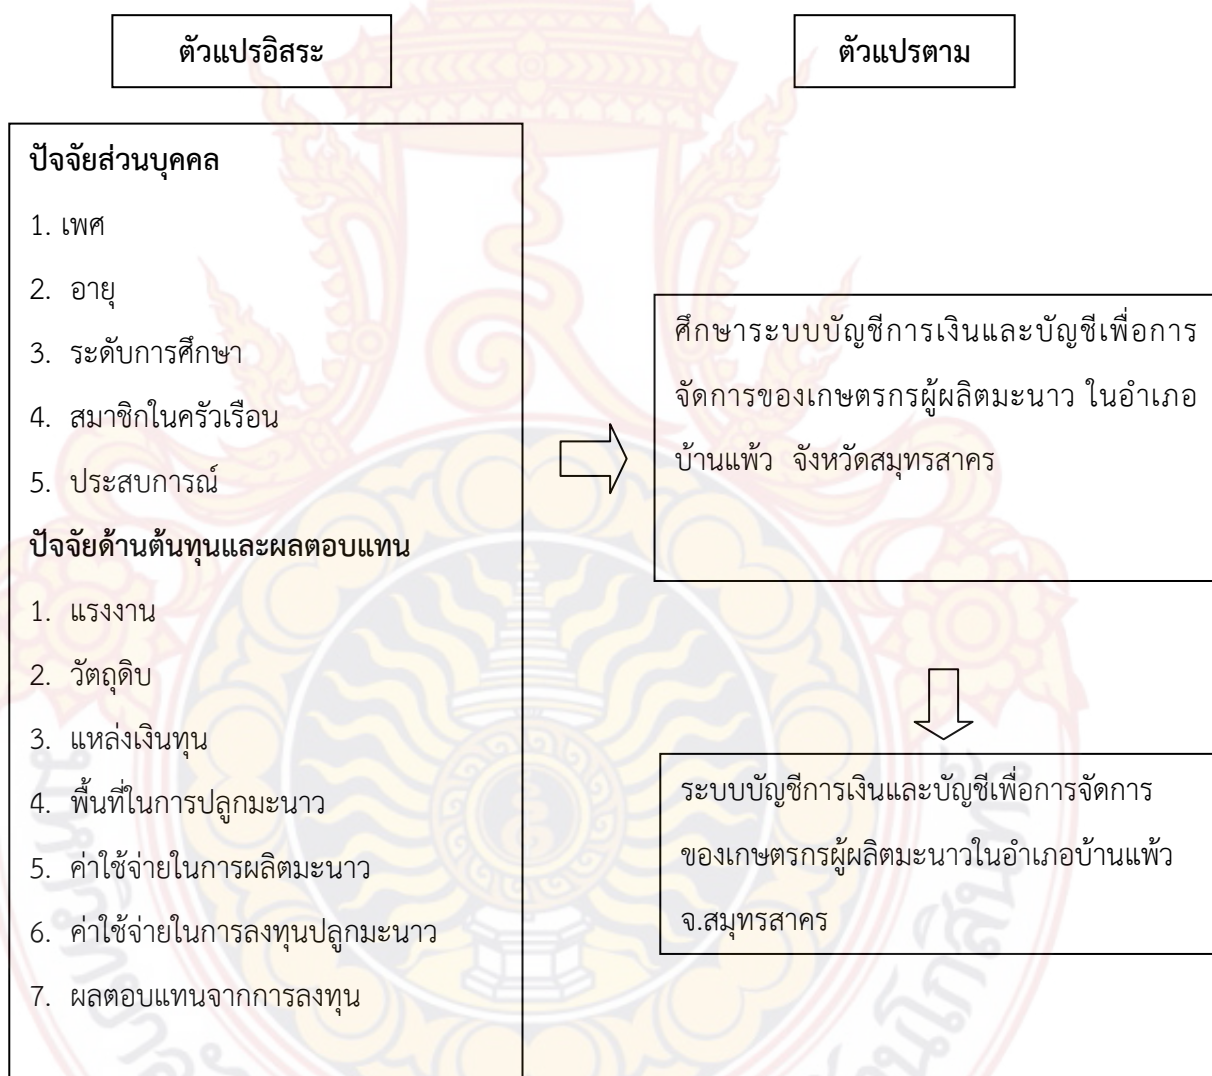 ตัวแปรอิสระ
ตัวแปรตาม
ปัจจัยส่วนบุคคล
1. เพศ
2. อายุ
3. ระดับการศึกษา
4. สมาชิกในครัวเรือน
5. ประสบการณ์
ปัจจัยด้านต้นทุนและผลตอบแทน
1. แรงงาน
2. วัตถุดิบ
3. แหล่งเงินทุน
4. พื้นที่ในการปลูกมะนาว
5. ค่าใช้จ่ายในการผลิตมะนาว
6. ค่าใช้จ่ายในการลงทุนปลูกมะนาว
7. ผลตอบแทนจากการลงทุน
ศึกษาระบบบัญชีการเงินและบัญชีเพื่อการ
จัดการของเกษตรกรผู้ผลิตมะนาว ในอำเภอ
บ้านแพ้ว จังหวัดสมุทรสาคร
ระบบบัญชีการเงินและบัญชีเพื่อการจัดการ
ของเกษตรกรผู้ผลิตมะนาวในอำเภอบ้านแพ้ว
จ.สมุทรสาคร